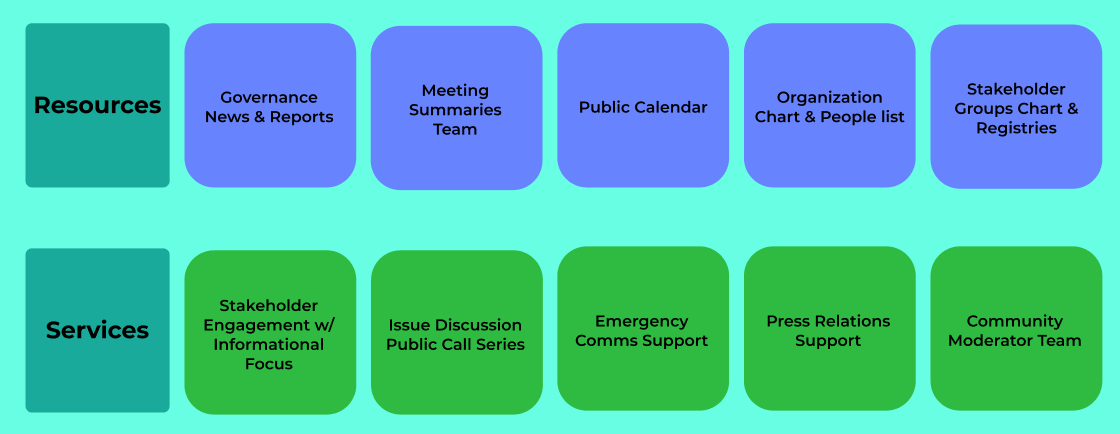 Resources
Governance
News & Reports
Meeting
Summaries
Team
Public Calendar
Organization
Chart & People list
Stakeholder
Groups Chart &
Registries
Services
Stakeholder
Engagement w/
Informational
Focus
Issue Discussion
Public Call Series
Emergency
Comms Support
Press Relations
Support
Community
Moderator Team